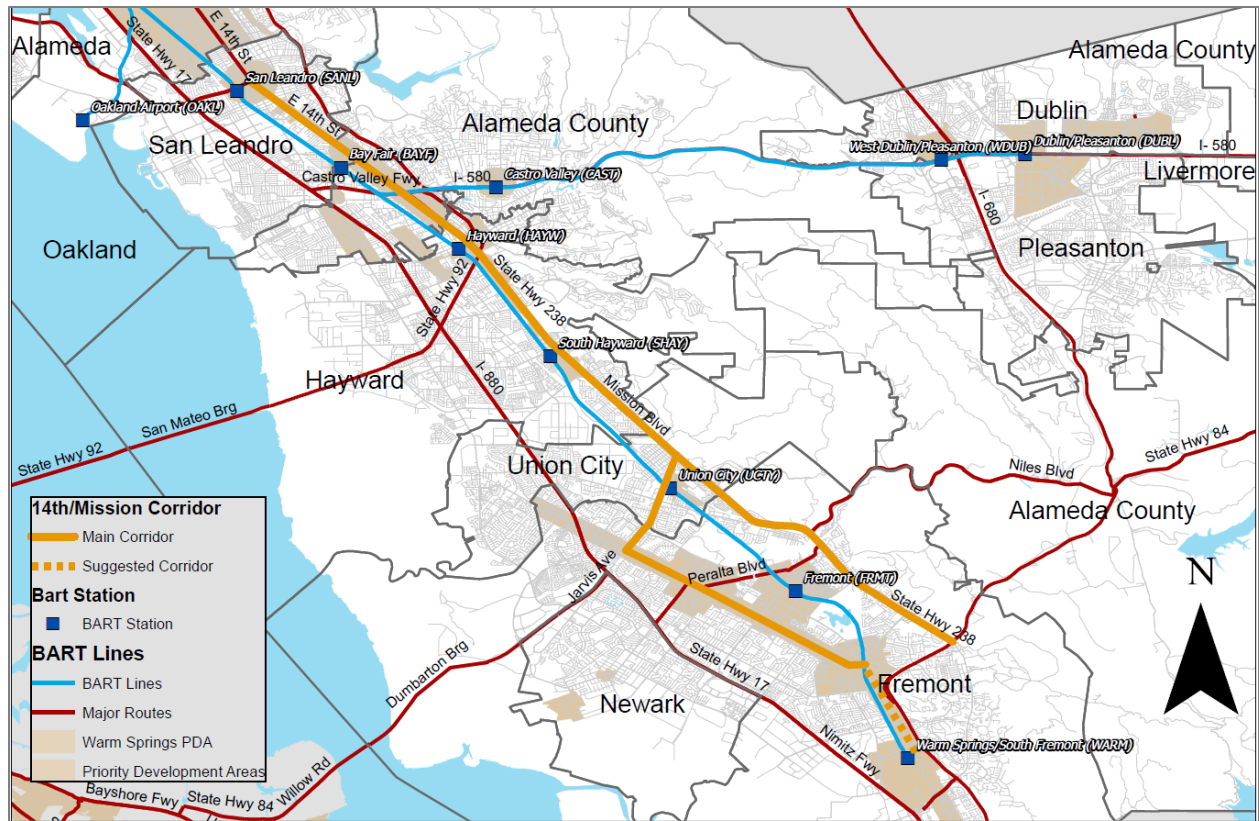 Alameda
State Hwy 17
E 14th St
San Leandro (SANL)
Oakland Airport (OAKL)
E 14th St
San Leandro
Alameda County
Bay Fair (BAYF)
Castro Valley Fwy
I- 580
Castro Valley (CAST)
Alameda County
Dublin
West Dublin/Pleasanton (WDUB)
Dublin/Pleasanton (DUBL)
I- 580
Livermore
I- 680
Pleasanton
Oakland
Hayward (HAYW)
State Hwy 92
State Hwy 238
South Hayward (SHAY)
I- 880
Hayward
Mission Blvd
San Mateo Brg
State Hwy 92
Union City
Union City (UCTY)
Niles Blvd
State Hwy 84
Alameda County
Jarvis Ave
Peralta Blvd
Fremont (FRMT)
State Hwy 238
Dumbarton Brg
State Hwy 17
Newark
Fremont
Nimitz Fwy
Warm Springs/South Fremont (WARM)
N
14th/Mission Corridor
Main Corridor
Suggested Corridor
Bart Station
BART Station
BART Lines
BART Lines
Major Routes
Warm Springs PDA
Priority Development Areas
Bayshore Fwy
State Hwy 84
Willow Rd